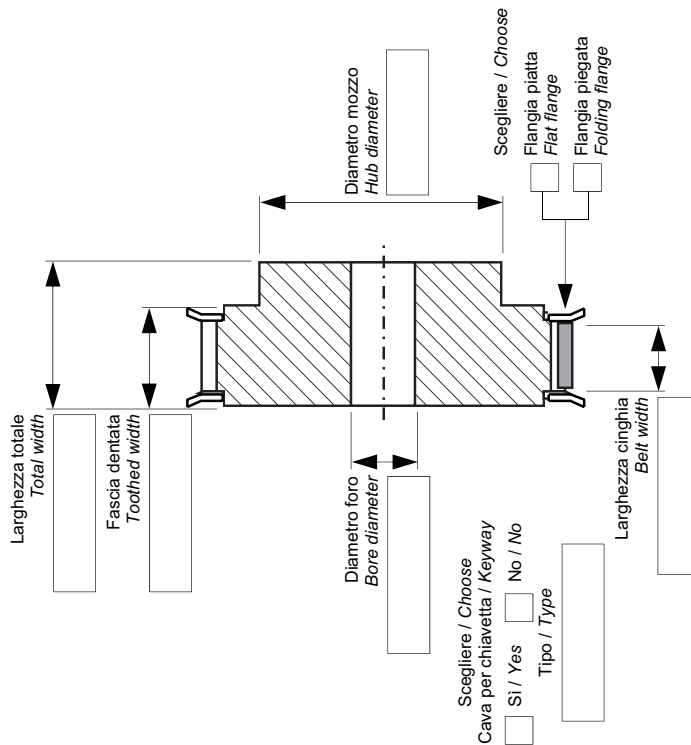 Larghezza totale
Total width
Fascia dentata
Toothed width
Diametro foro
Bore diameter
Scegliere / Choose
Cava per chiavetta / Keyway
Sì / Yes
No / No
Tipo / Type
Larghezza cinghia
Belt width
Diametro mozzo
Hub diameter
Scegliere / Choose
Flangia piatta
Flat flange
Flangia piegata
Folding flange